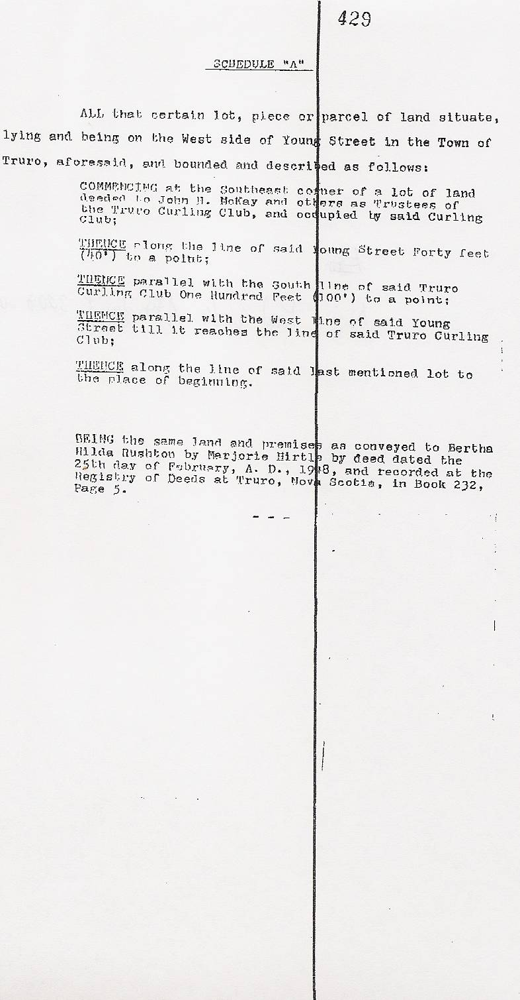 429
SCHEDULE "A"
ALL that certain lot, piece or parcel of land situate,
lying and being on the West side of Young Street in the Town of
Truro, aforesaid, and bounded and described as follows:
COMMENCING at the Southeast corner of a lot of land
deeded to John H. McKay and others as Trustees of
the Truro Curling Club, and occupied by said Curling
Club;
THENCE along the line of said Young Street Forty feet
(40') to a point;
THENCE parallel with the South line of said Truro
Curling Club One Hundred Feet (100') to a point;
THENCE parallel with the West line of said Young
Street till it reaches the line of said Truro Curling
Club;
THENCE along the line of said last mentioned lot to
the place of beginning.
BEING the same land and premises as conveyed to Bertha
Hilda Rushton by Marjorie Hirtle by deed dated the
25th day of February, A. D., and recorded at the
Registry of Deeds at Truro, Nova Scotia, in Book 232,
Page 5.
- - -